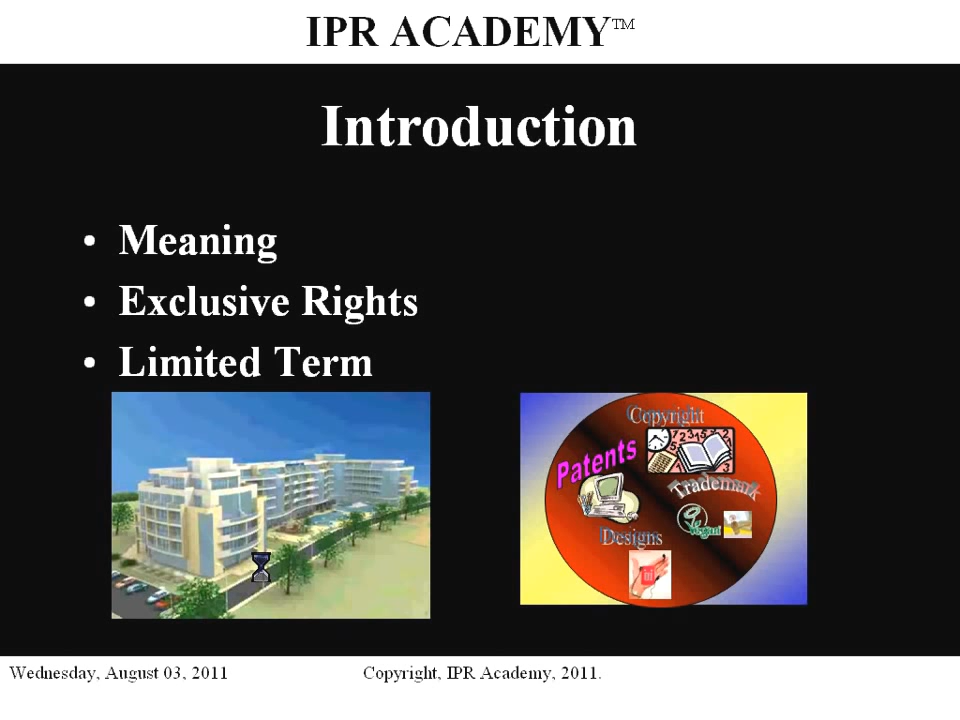 IPR ACADEMY™
Introduction
• Meaning
• Exclusive Rights
• Limited Term
Copyright
Patents
Trademark
Vegan
Designs
Wednesday, August 03, 2011
Copyright, IPR Academy, 2011.